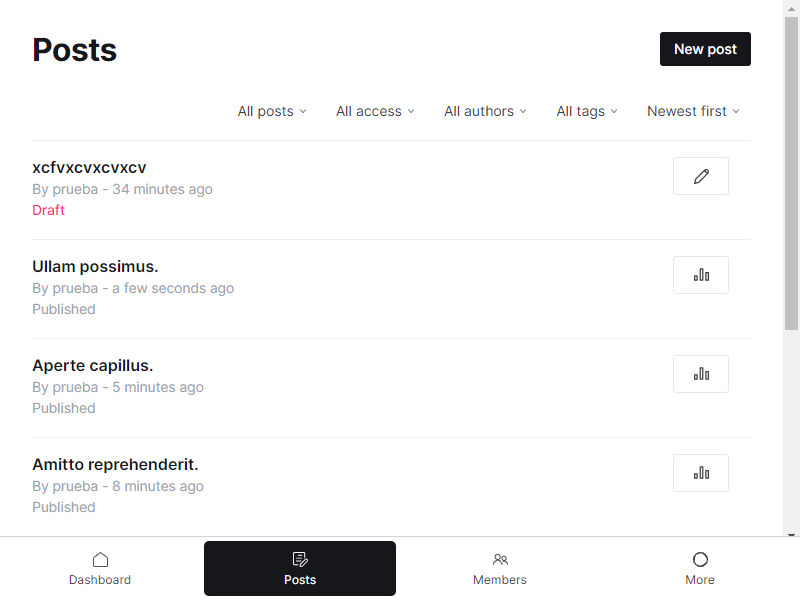 Posts
New post
All posts
All access
All authors
All tags
Newest first
xcfvxcvxcvxcv
By prueba - 34 minutes ago
Draft
Ullam possimus.
By prueba - a few seconds ago
Published
Aperte capillus.
By prueba - 5 minutes ago
Published
Amitto reprehenderit.
By prueba - 8 minutes ago
Published
Dashboard
Posts
Members
More